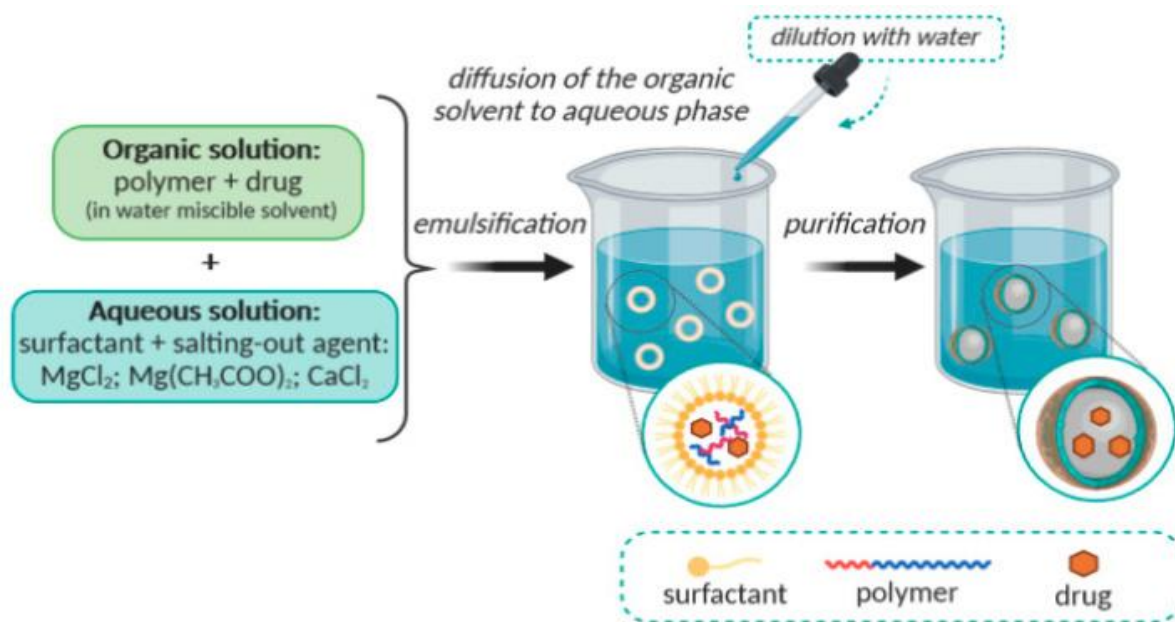 dilution with water
diffusion of the organic
solvent to aqueous phase
Organic solution:
polymer + drug
(in water miscible solvent)
+
Aqueous solution:
surfactant + salting-out agent:
MgCl₂; Mg(CH₃COO)₂; CaCl₂
emulsification
purification
surfactant
polymer
drug